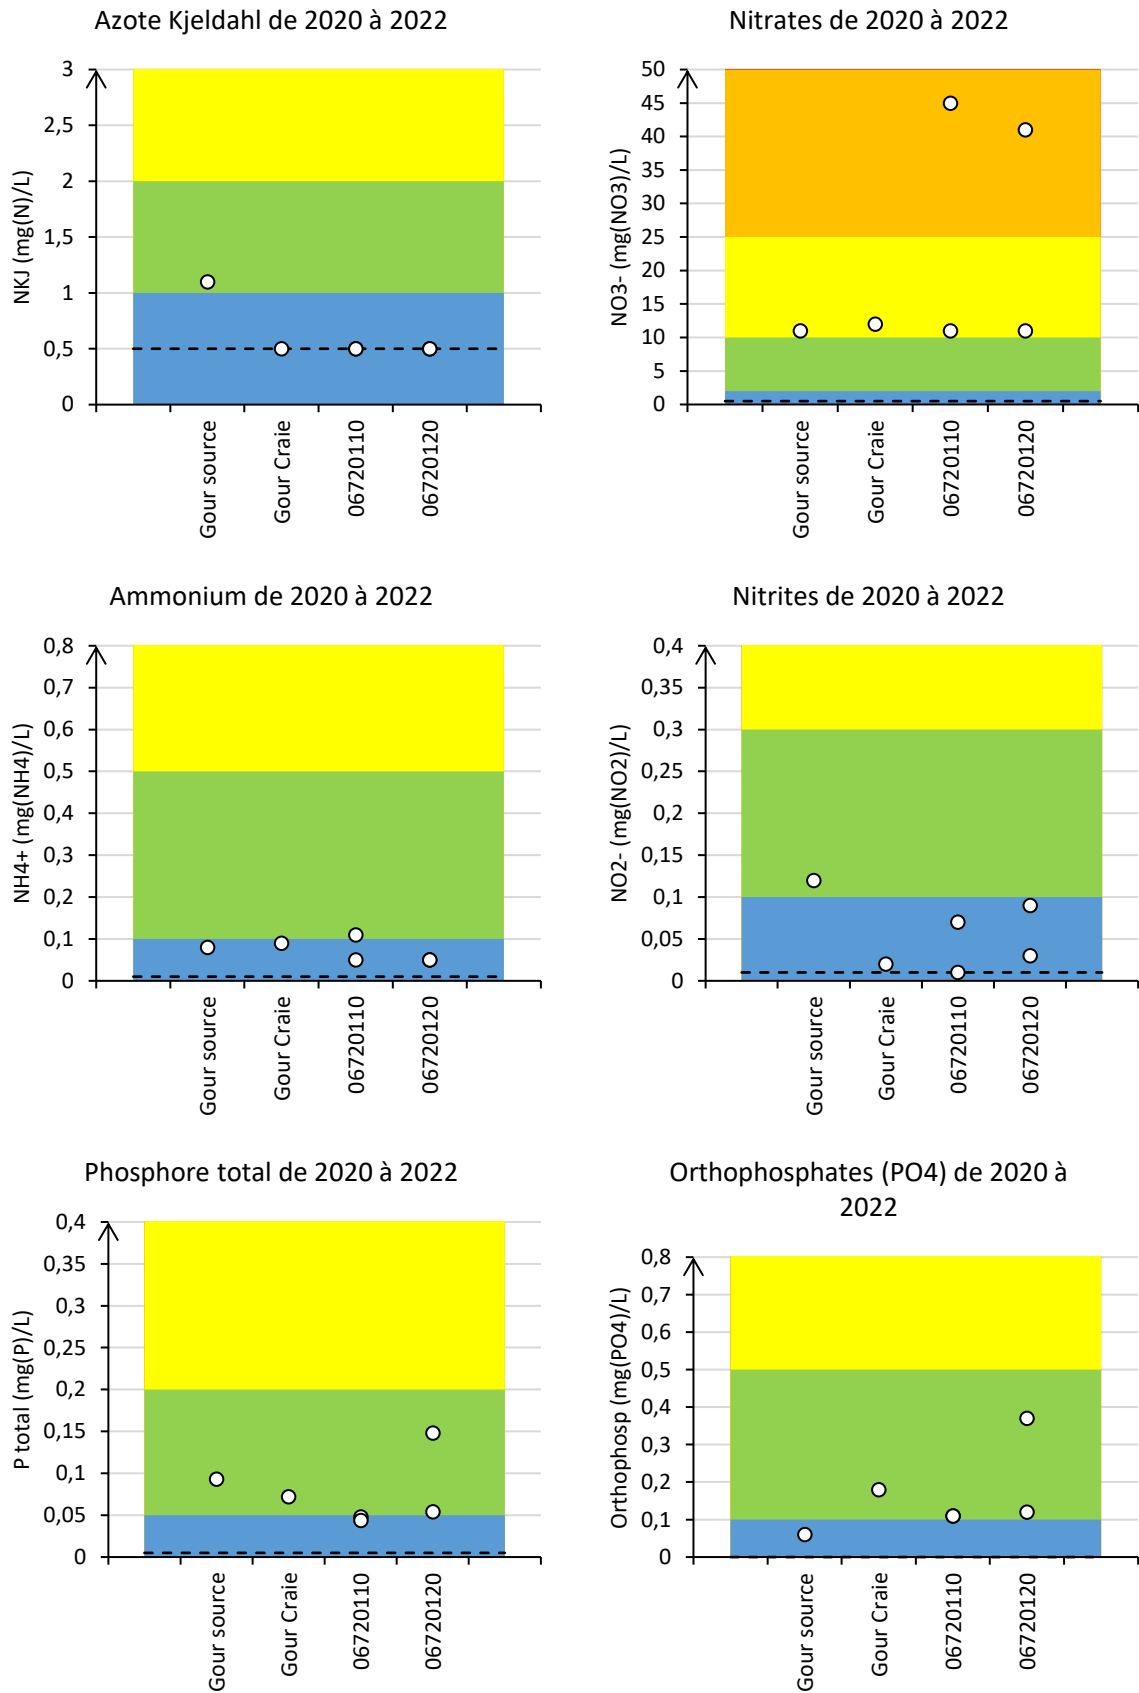 Azote Kjeldahl de 2020 à 2022
NKJ (mg(N)/L)
3
2,5
2
1,5
1
0,5
0
Gour source
Gour Craie
06720110
06720120
Nitrates de 2020 à 2022
NO3- (mg(NO3)/L)
50
45
40
35
30
25
20
15
10
5
0
Gour source
Gour Craie
06720110
06720120
Ammonium de 2020 à 2022
NH4+ (mg(NH4)/L)
0,8
0,7
0,6
0,5
0,4
0,3
0,2
0,1
0
Gour source
Gour Craie
06720110
06720120
Nitrites de 2020 à 2022
NO2- (mg(NO2)/L)
0,4
0,35
0,3
0,25
0,2
0,15
0,1
0,05
0
Gour source
Gour Craie
06720110
06720120
Phosphore total de 2020 à 2022
P total (mg(P)/L)
0,4
0,35
0,3
0,25
0,2
0,15
0,1
0,05
0
Gour source
Gour Craie
06720110
06720120
Orthophosphates (PO4) de 2020 à
2022
Orthophosp (mg(PO4)/L)
0,8
0,7
0,6
0,5
0,4
0,3
0,2
0,1
0
Gour source
Gour Craie
06720110
06720120